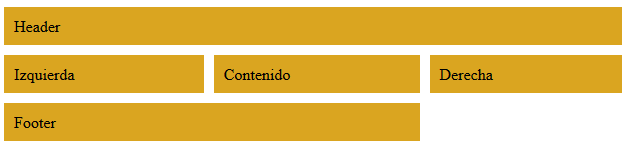 Header
Izquierda
Contenido
Derecha
Footer